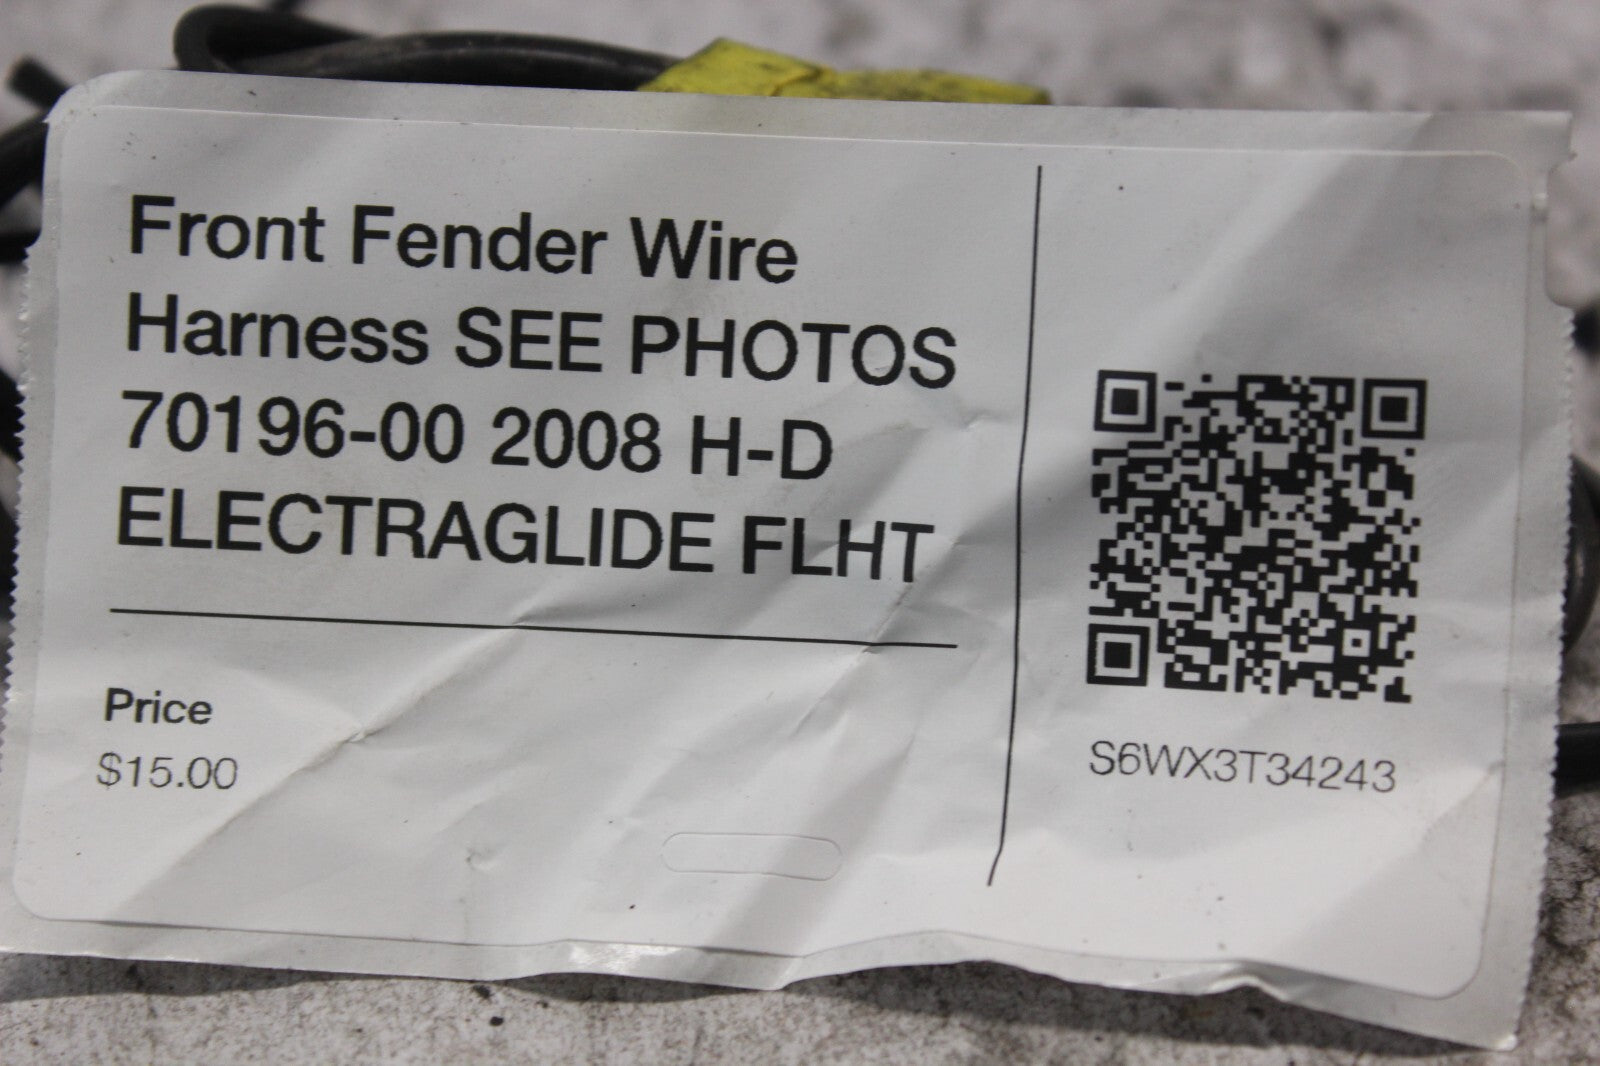 Front Fender Wire
Harness SEE PHOTOS
70196-00 2008 H-D
ELECTRAGLIDE FLHT
Price
$15.00
S6WX3T34243